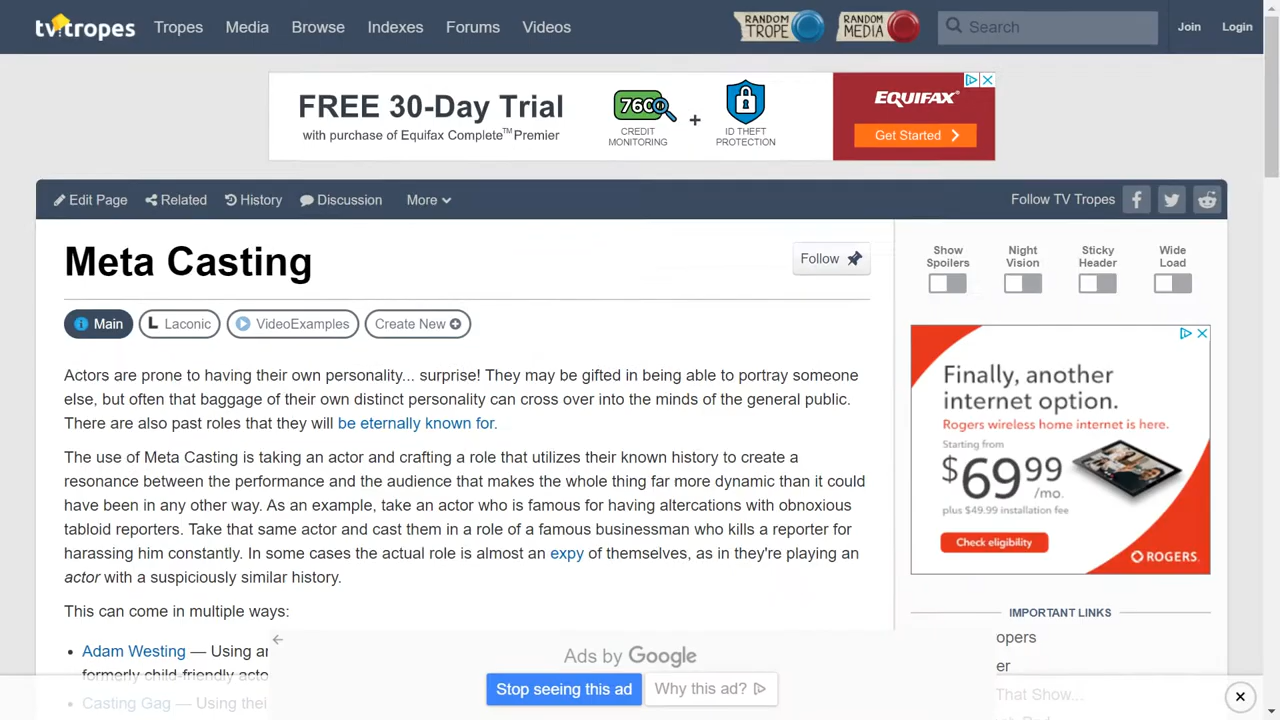 tv tropes Tropes Media Browse Indexes Forums Videos RANDOM TROPE RANDOM MEDIA Search Join Login
FREE 30-Day Trial
with purchase of Equifax Complete™ Premier
760
CREDIT MONITORING
+
ID THEFT PROTECTION
EQUIFAX
Get Started
Edit Page Related History Discussion More Follow TV Tropes
Meta Casting
Follow
Show Spoilers
Night Vision
Sticky Header
Wide Load
Main Laconic VideoExamples Create New
Actors are prone to having their own personality... surprise! They may be gifted in being able to portray someone
else, but often that baggage of their own distinct personality can cross over into the minds of the general public.
There are also past roles that they will be eternally known for.
The use of Meta Casting is taking an actor and crafting a role that utilizes their known history to create a
resonance between the performance and the audience that makes the whole thing far more dynamic than it could
have been in any other way. As an example, take an actor who is famous for having altercations with obnoxious
tabloid reporters. Take that same actor and cast them in a role of a famous businessman who kills a reporter for
harassing him constantly. In some cases the actual role is almost an expy of themselves, as in they're playing an
actor with a suspiciously similar history.
This can come in multiple ways:
• Adam Westing — Using an
formerly child-friendly acto
• Casting Gag — Using thei
Finally, another
internet option.
Rogers wireless home internet is here.
Starting from
$69 99
/mo.
plus $49.99 installation fee
Check eligibility
ROGERS
IMPORTANT LINKS
opers
er
That Show...
Ads by Google
Stop seeing this ad
Why this ad?